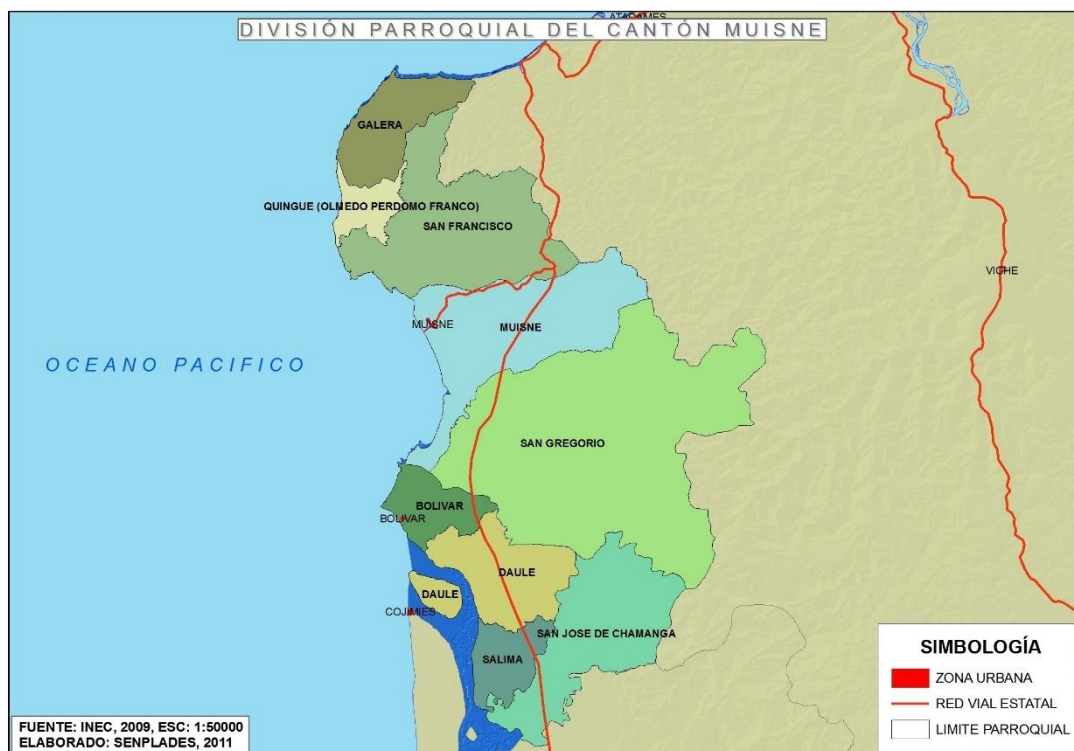 ATACAMES
DIVISIÓN PARROQUIAL DEL CANTÓN MUISNE
GALERA
QUINGUE (OLMEDO PERDOMO FRANCO)
SAN FRANCISCO
VICHE
MUISNE
MUISNE
OCEANO PACIFICO
SAN GREGORIO
BOLIVAR
BOLIVAR
DAULE
DAULE
COJIMIES
SAN JOSE DE CHAMANGA
SALIMA
SIMBOLOGÍA
ZONA URBANA
RED VIAL ESTATAL
LIMITE PARROQUIAL
FUENTE: INEC, 2009, ESC: 1:50000
ELABORADO: SENPLADES, 2011